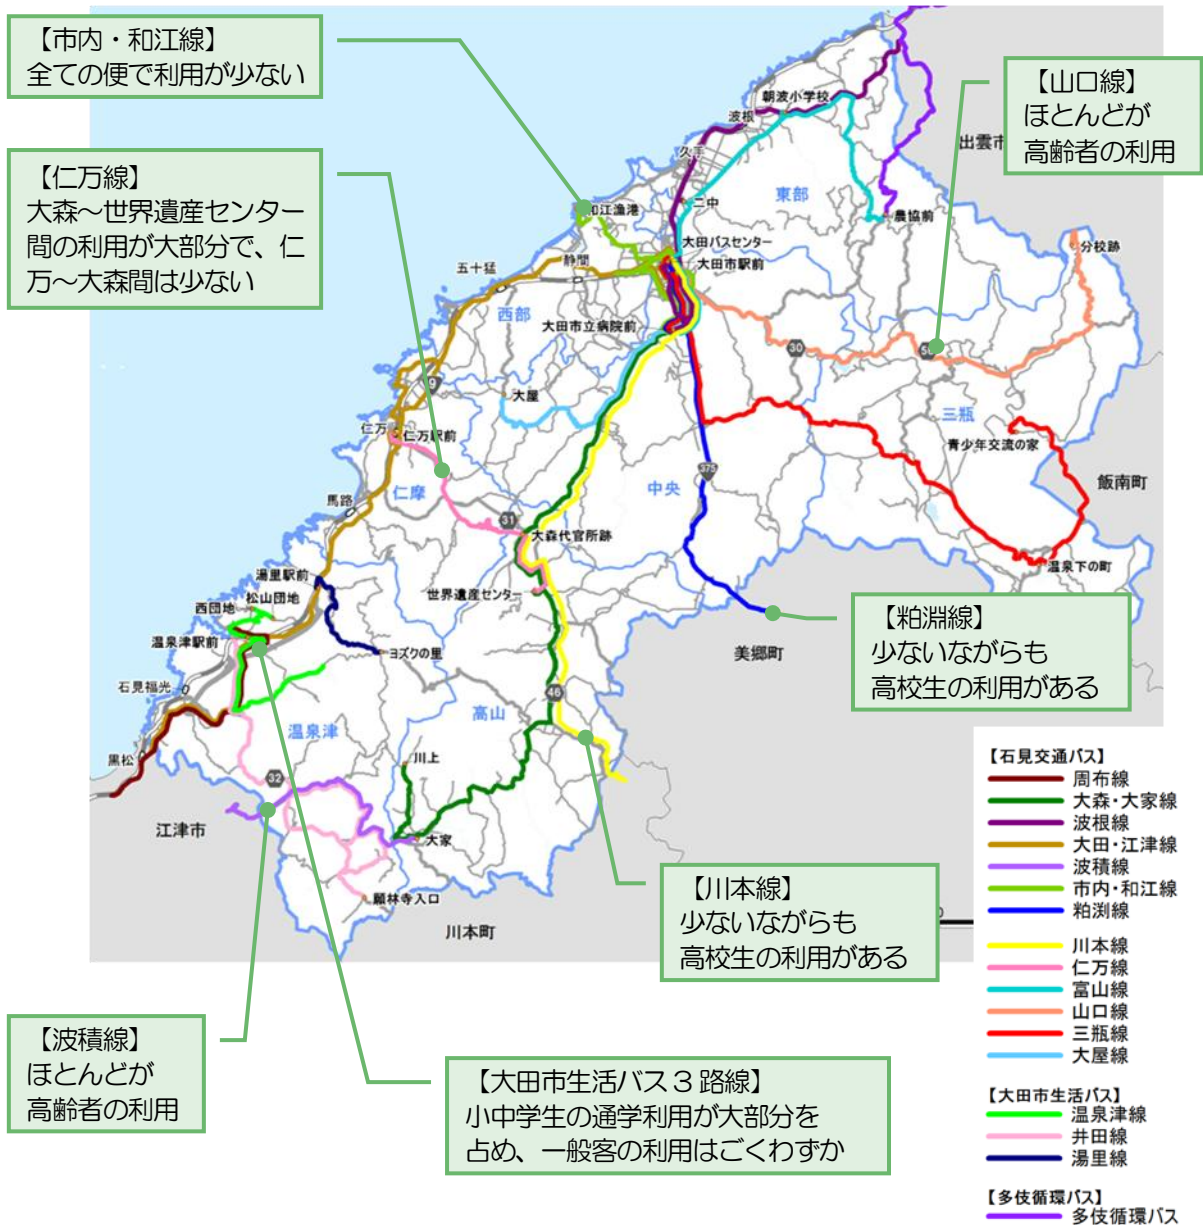 【市内・和江線】
全ての便で利用が少ない
【仁万線】
大森～世界遺産センター
間の利用が大部分で、仁
万～大森間は少ない
【山口線】
ほとんどが
高齢者の利用
朝波小学校
波根
久手
出雲市
東部
二中
農協前
和江漁港
大田バスセンター
大田市駅前
分校跡
静間
五十猛
西部
大田市立病院前
30
56
9
大屋
三瓶
青少年交流の家
仁万
仁万駅前
375
飯南町
仁摩
中央
馬路
31
大森代官所跡
温泉下の町
湯里駅前
松山団地
西団地
世界遺産センター
温泉津駅前
ヨズクの里
美郷町
【粕淵線】
少ないながらも
高校生の利用がある
石見福光
46
温泉津
高山
黒松
32
川上
江津市
大家
願林寺入口
川本町
【川本線】
少ないながらも
高校生の利用がある
【波積線】
ほとんどが
高齢者の利用
【大田市生活バス３路線】
小中学生の通学利用が大部分を
占め、一般客の利用はごくわずか
【石見交通バス】
周布線
大森・大家線
波根線
大田・江津線
波積線
市内・和江線
粕渕線
川本線
仁万線
富山線
山口線
三瓶線
大屋線
【大田市生活バス】
温泉津線
井田線
湯里線
【多伎循環バス】
多伎循環バス